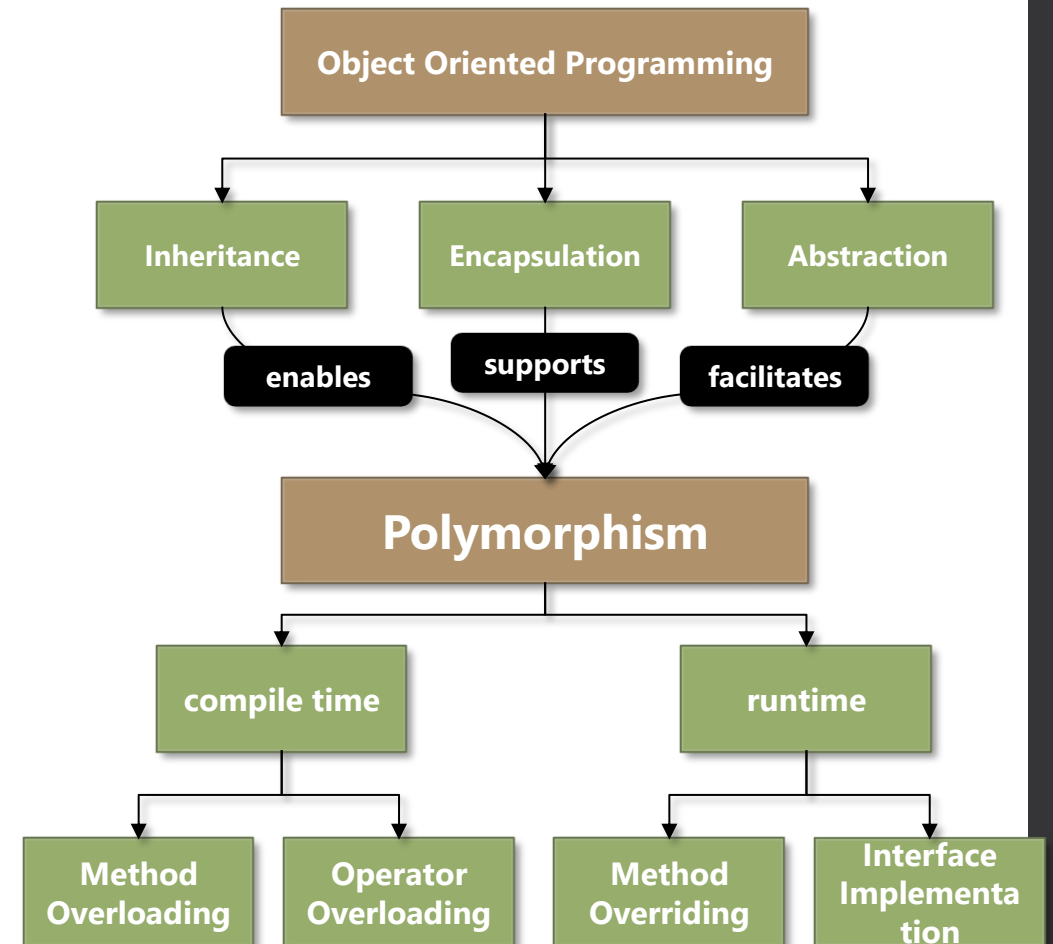 Object Oriented Programming
Inheritance
Encapsulation
Abstraction
enables
supports
facilitates
Polymorphism
compile time
runtime
Method
Overloading
Operator
Overloading
Method
Overriding
Interface
Implementa
tion